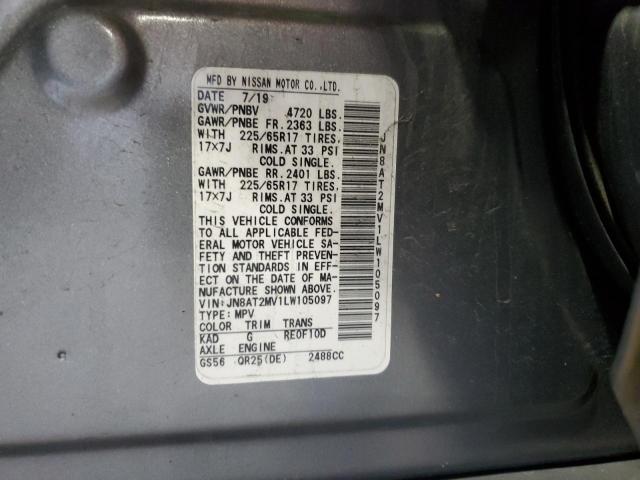 MFD BY NISSAN MOTOR CO.,LTD.
DATE 7/19
GVWR/PNBV 4720 LBS.
GAWR/PNBE FR. 2363 LBS.
WITH 225/65R17 TIRES,
17×7J RIMS.AT 33 PSI
COLD SINGLE.
GAWR/PNBE RR. 2401 LBS.
WITH 225/65R17 TIRES,
17×7J RIMS.AT 33 PSI
COLD SINGLE.
THIS VEHICLE CONFORMS
TO ALL APPLICABLE FED-
ERAL MOTOR VEHICLE SA-
FETY AND THEFT PREVEN-
TION STANDARDS IN EFF-
ECT ON THE DATE OF MA-
NUFACTURE SHOWN ABOVE.
VIN:JN8AT2MV1LW105097
TYPE: MPV
COLOR TRIM TRANS
KAD G RE0F10D
AXLE ENGINE
GS56 QR25(DE) 2488CC
JN8AT2MV1LW105097